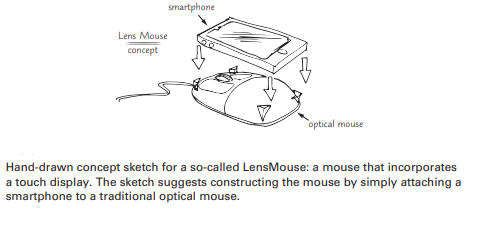 smartphone
Lens Mouse
concept
optical mouse
Hand-drawn concept sketch for a so-called LensMouse: a mouse that incorporates
a touch display. The sketch suggests constructing the mouse by simply attaching a
smartphone to a traditional optical mouse.